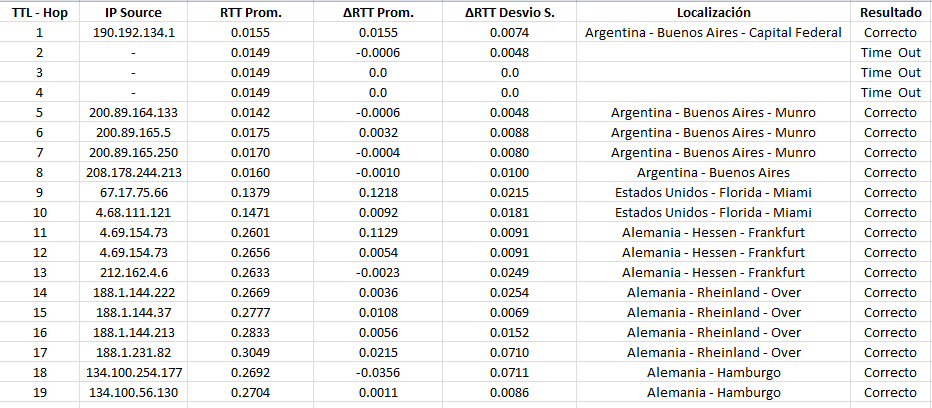 TTL - Hop IP Source RTT Prom. ΔRTT Prom. ΔRTT Desvio S. Localización Resultado
1 190.192.134.1 0.0155 0.0155 0.0074 Argentina - Buenos Aires - Capital Federal Correcto
2 - 0.0149 -0.0006 0.0048 Time Out
3 - 0.0149 0.0 0.0 Time Out
4 - 0.0149 0.0 0.0 Time Out
5 200.89.164.133 0.0142 -0.0006 0.0048 Argentina - Buenos Aires - Munro Correcto
6 200.89.165.5 0.0175 0.0032 0.0088 Argentina - Buenos Aires - Munro Correcto
7 200.89.165.250 0.0170 -0.0004 0.0080 Argentina - Buenos Aires - Munro Correcto
8 208.178.244.213 0.0160 -0.0010 0.0100 Argentina - Buenos Aires Correcto
9 67.17.75.66 0.1379 0.1218 0.0215 Estados Unidos - Florida - Miami Correcto
10 4.68.111.121 0.1471 0.0092 0.0181 Estados Unidos - Florida - Miami Correcto
11 4.69.154.73 0.2601 0.1129 0.0091 Alemania - Hessen - Frankfurt Correcto
12 4.69.154.73 0.2656 0.0054 0.0091 Alemania - Hessen - Frankfurt Correcto
13 212.162.4.6 0.2633 -0.0023 0.0249 Alemania - Hessen - Frankfurt Correcto
14 188.1.144.222 0.2669 0.0036 0.0254 Alemania - Rheinland - Over Correcto
15 188.1.144.37 0.2777 0.0108 0.0069 Alemania - Rheinland - Over Correcto
16 188.1.144.213 0.2833 0.0056 0.0152 Alemania - Rheinland - Over Correcto
17 188.1.231.82 0.3049 0.0215 0.0710 Alemania - Rheinland - Over Correcto
18 134.100.254.177 0.2692 -0.0356 0.0711 Alemania - Hamburgo Correcto
19 134.100.56.130 0.2704 0.0011 0.0086 Alemania - Hamburgo Correcto